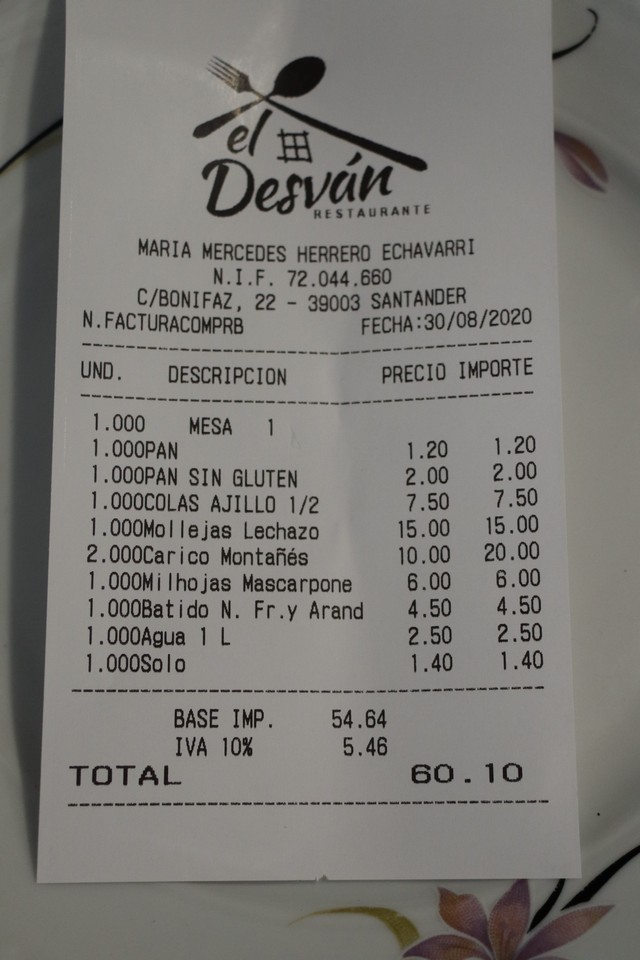 el
Desván
RESTAURANTE
MARIA MERCEDES HERRERO ECHAVARRI
N.I.F. 72.044.660
C/BONIFAZ, 22 - 39003 SANTANDER
N.FACTURACOMPRB FECHA:30/08/2020
UND. DESCRIPCION PRECIO IMPORTE
1.000 MESA 1
1.000PAN 1.20 1.20
1.000PAN SIN GLUTEN 2.00 2.00
1.000COLAS AJILLO 1/2 7.50 7.50
1.000Mollejas Lechazo 15.00 15.00
2.000Carico Montañés 10.00 20.00
1.000Milhojas Mascarpone 6.00 6.00
1.000Batido N. Fr.y Arand 4.50 4.50
1.000Agua 1 L 2.50 2.50
1.000Solo 1.40 1.40
BASE IMP. 54.64
IVA 10% 5.46
TOTAL 60.10